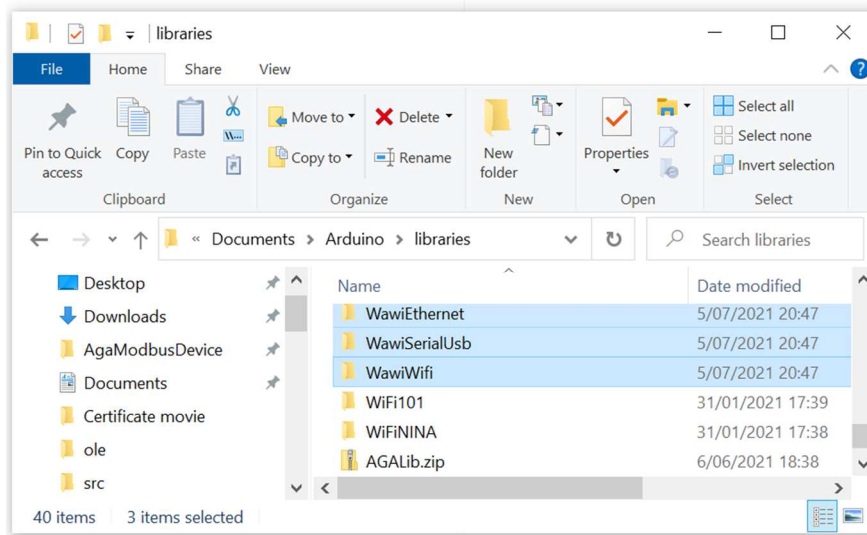 libraries
File Home Share View
Pin to Quick access
Copy
Paste
W...
Clipboard
Move to
Copy to
Delete
Rename
Organize
New folder
New
Properties
Open
Select all
Select none
Invert selection
Select
« Documents > Arduino > libraries
Search libraries
Desktop
Downloads
AgaModbusDevice
Documents
Certificate movie
ole
src
Name Date modified
WawiEthernet 5/07/2021 20:47
WawiSerialUsb 5/07/2021 20:47
WawiWifi 5/07/2021 20:47
WiFi101 31/01/2021 17:39
WiFiNINA 31/01/2021 17:38
AGALib.zip 6/06/2021 18:38
40 items 3 items selected